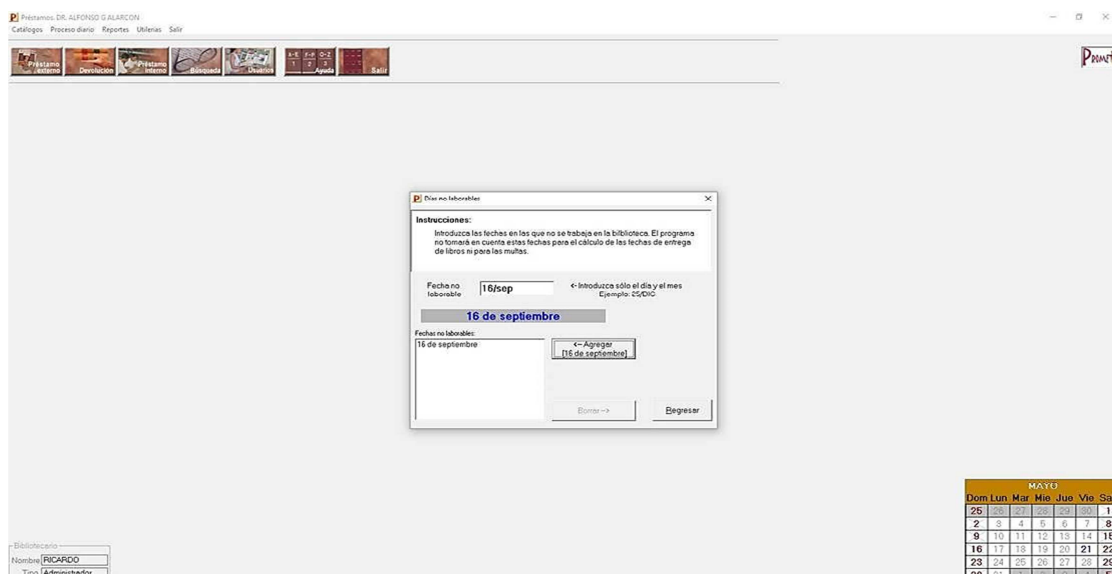 Préstamos. DR. ALFONSO G ALARCON
Catálogos Proceso diario Reportes Utilerias Salir
Préstamo externo Devolución Préstamo Interno Búsqueda Usuarios A-E F-P Q-Z 1 2 3 Ayuda Salir
Días no laborables
Instrucciones:
Introduzca las fechas en las que no se trabaja en la biblioteca. El programa
no tomará en cuenta estas fechas para el cálculo de las fechas de entrega
de libros ni para las multas.
Fecha no laborable 16/sep <- Introduzca sólo el día y el mes
Ejemplo: 25/DIC
16 de septiembre
Fechas no laborables:
16 de septiembre
<-- Agregar
[16 de septiembre]
Borrar -->
Regresar
MAYO
Dom Lun Mar Mie Jue Vie Sa
25 26 27 28 29 30 1
2 3 4 5 6 7 8
9 10 11 12 13 14 15
16 17 18 19 20 21 22
23 24 25 26 27 28 29
Bibliotecario
Nombre RICARDO
Tipo Administrador